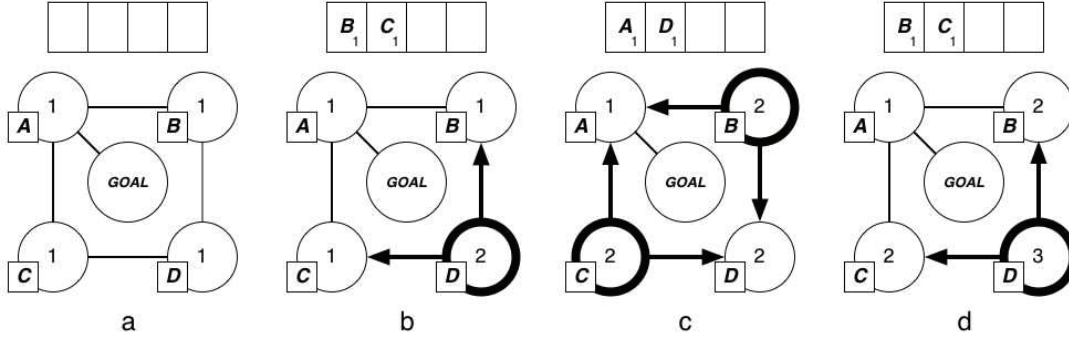 B 1 C 1 A 1 D 1 B 1 C 1
1 1 1 1 1 2 1 2
A B A B A B A B
GOAL GOAL GOAL GOAL
1 1 1 2 2 2 2 3
C D C D C D C D
a b c d